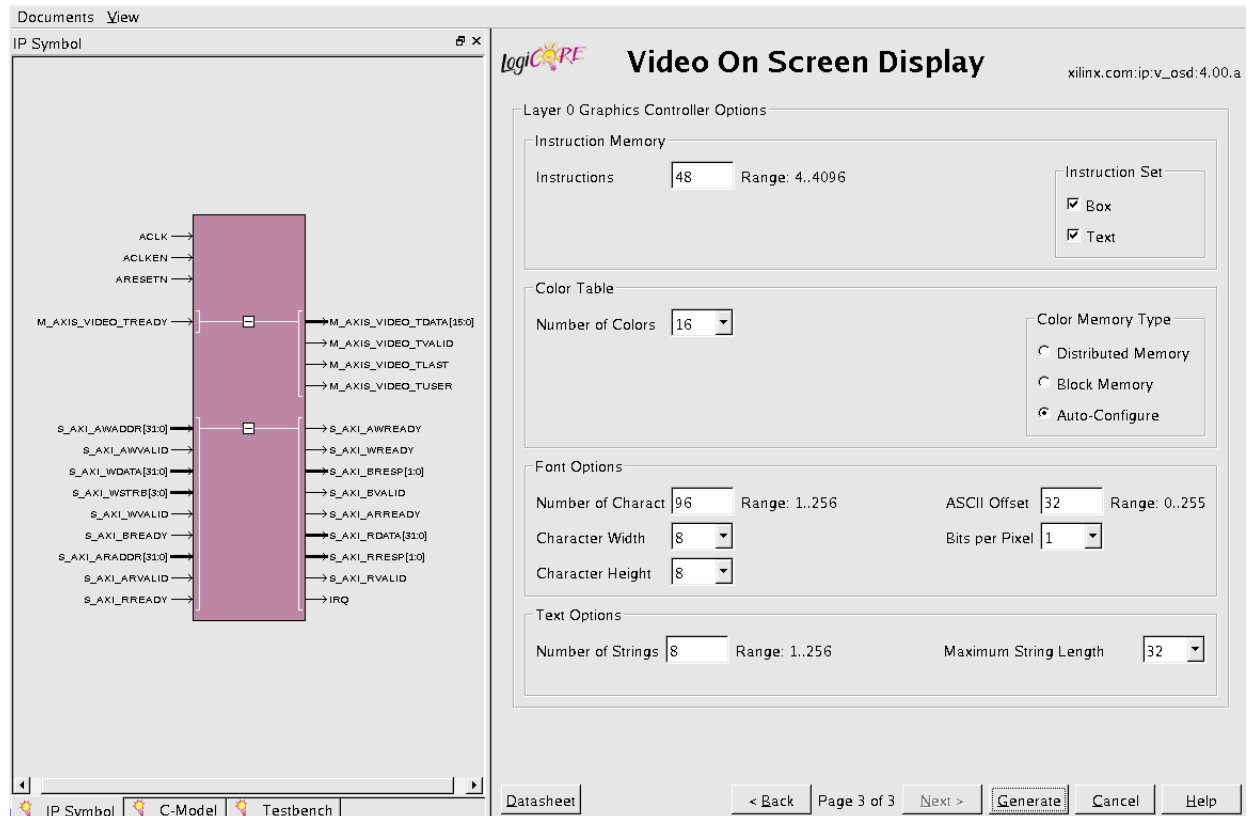 Documents View
IP Symbol
ACLK
ACLKEN
ARESETN
M_AXIS_VIDEO_TREADY
M_AXIS_VIDEO_TDATA[15:0]
M_AXIS_VIDEO_TVALID
M_AXIS_VIDEO_TLAST
M_AXIS_VIDEO_TUSER
S_AXI_AWADDR[31:0]
S_AXI_AWREADY
S_AXI_AWVALID
S_AXI_WREADY
S_AXI_WDATA[31:0]
S_AXI_BRESP[1:0]
S_AXI_WSTRB[3:0]
S_AXI_BVALID
S_AXI_WVALID
S_AXI_ARREADY
S_AXI_BREADY
S_AXI_RDATA[31:0]
S_AXI_ARADDR[31:0]
S_AXI_RRESP[1:0]
S_AXI_ARVALID
S_AXI_RVALID
S_AXI_RREADY
IRQ
IP Symbol C-Model Testbench
LogiCORE
Video On Screen Display
xilinx.com:ip:v_osd:4.00.a
Layer 0 Graphics Controller Options
Instruction Memory
Instructions 48 Range: 4..4096
Instruction Set
Box
Text
Color Table
Number of Colors 16
Color Memory Type
Distributed Memory
Block Memory
Auto-Configure
Font Options
Number of Charact 96 Range: 1..256 ASCII Offset 32 Range: 0..255
Character Width 8 Bits per Pixel 1
Character Height 8
Text Options
Number of Strings 8 Range: 1..256 Maximum String Length 32
Datasheet < Back Page 3 of 3 Next > Generate Cancel Help